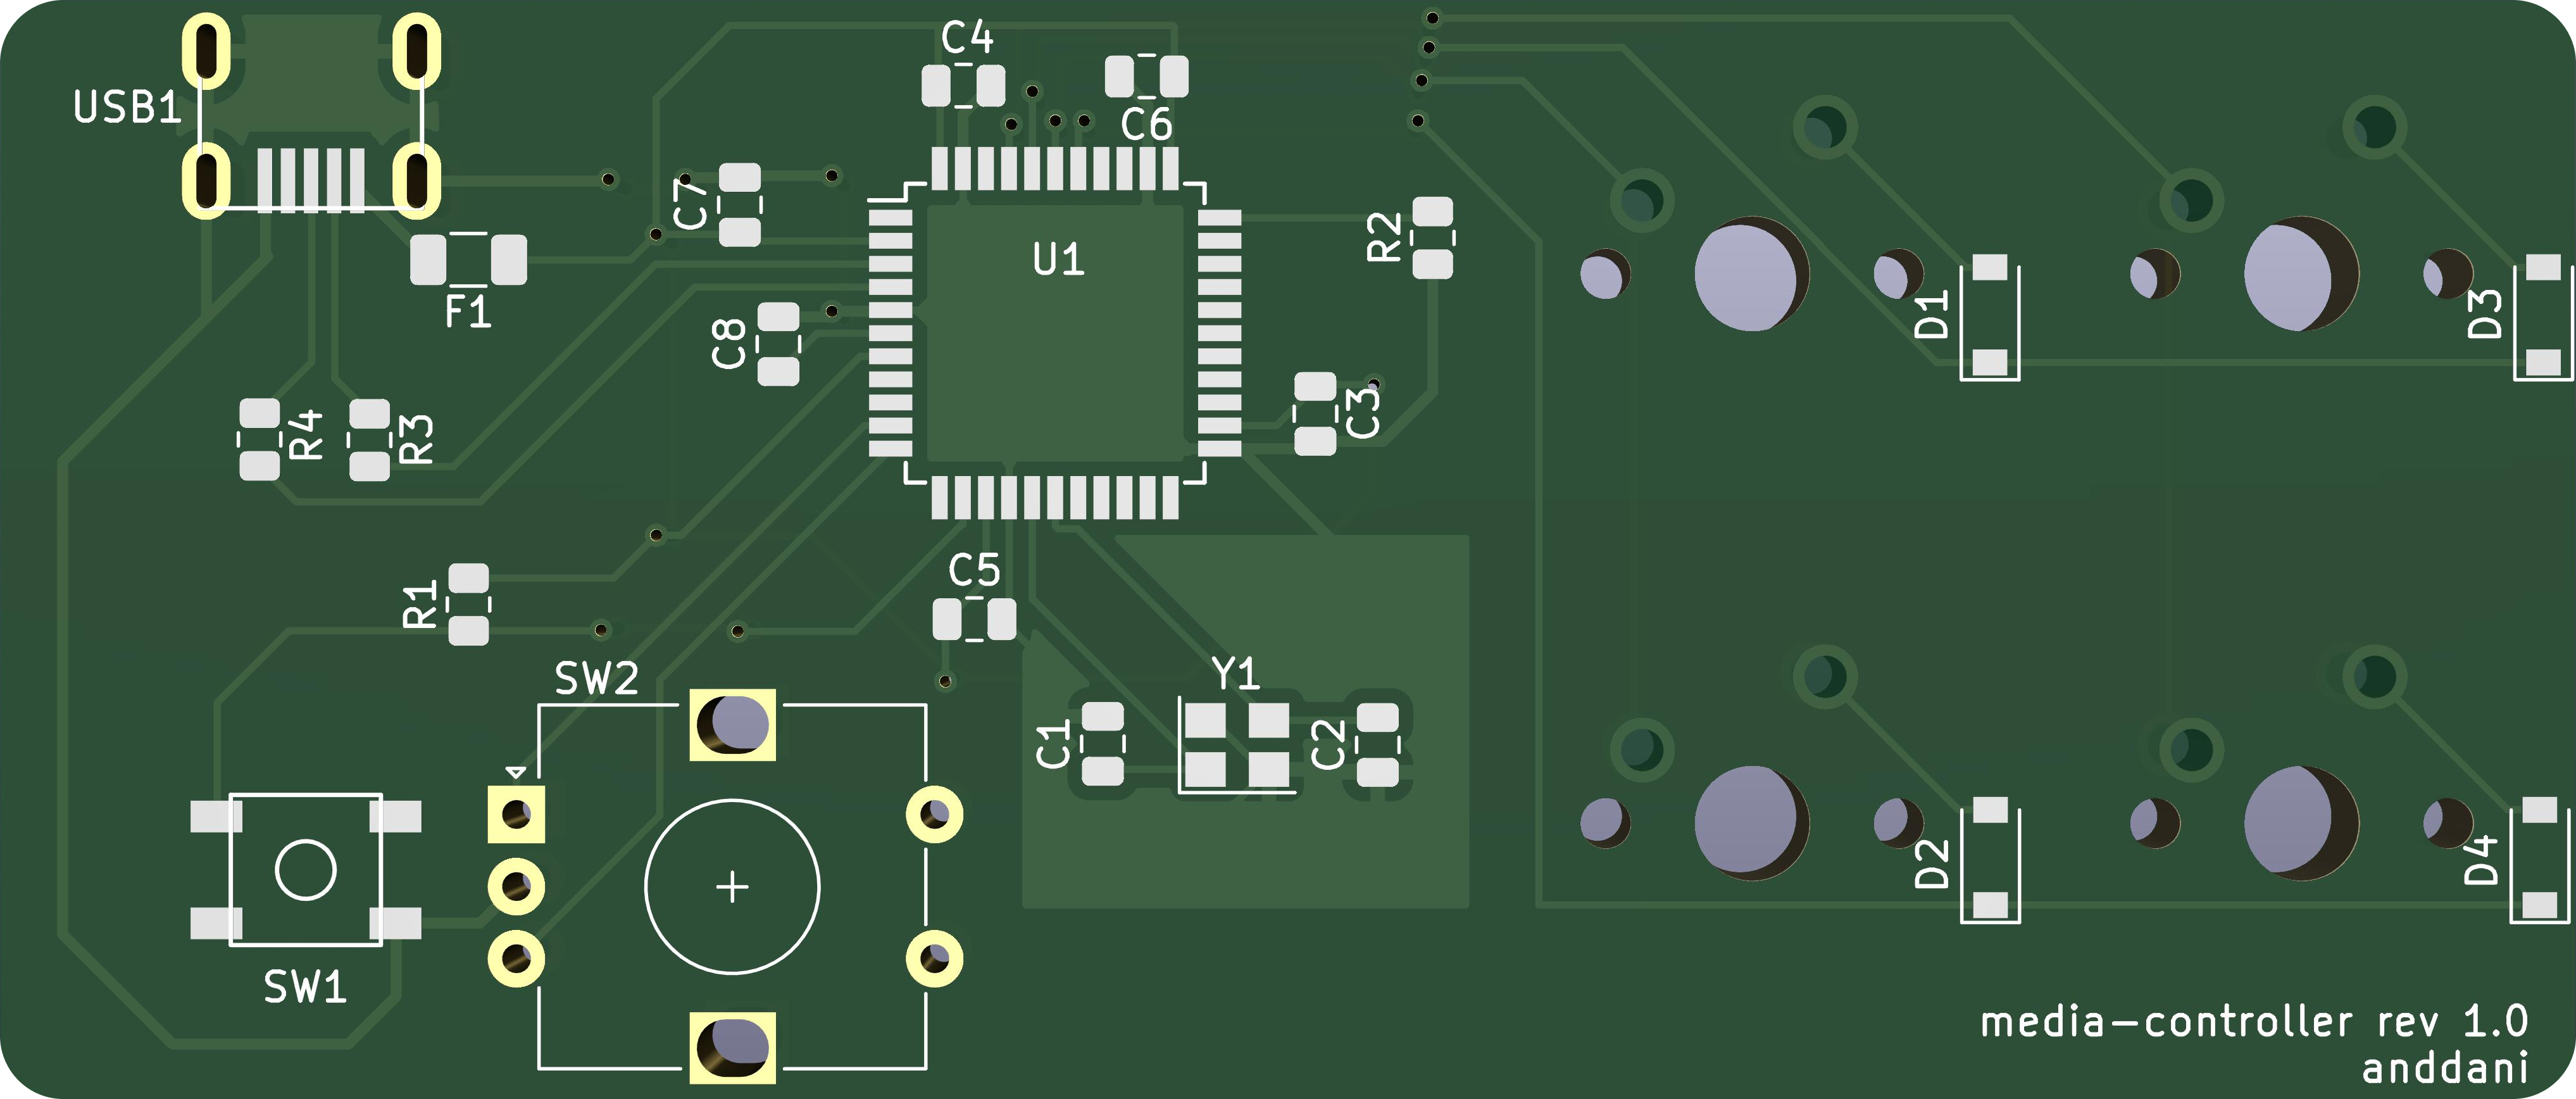 C4
USB1
C6
C7
R2
U1
F1
D1
D3
C8
C3
R4
R3
C5
R1
SW2
Y1
C1
C2
D2
D4
SW1
media-controller rev 1.0
anddani